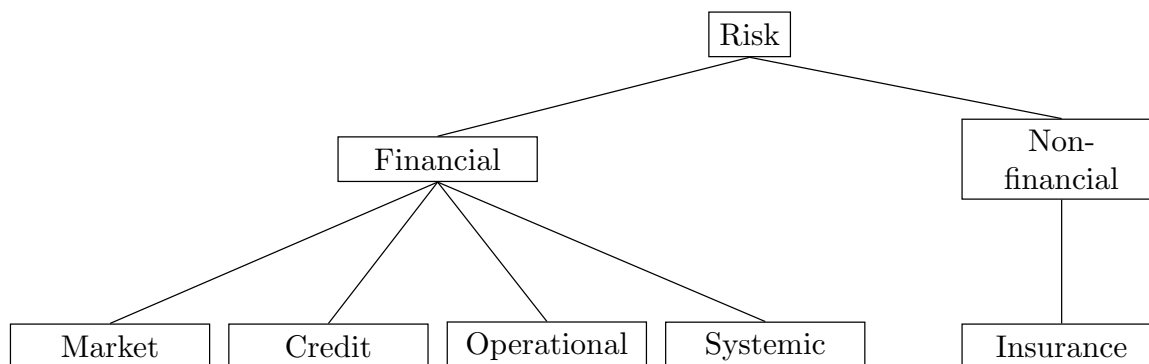 Risk
Financial
Non-
financial
Market
Credit
Operational
Systemic
Insurance